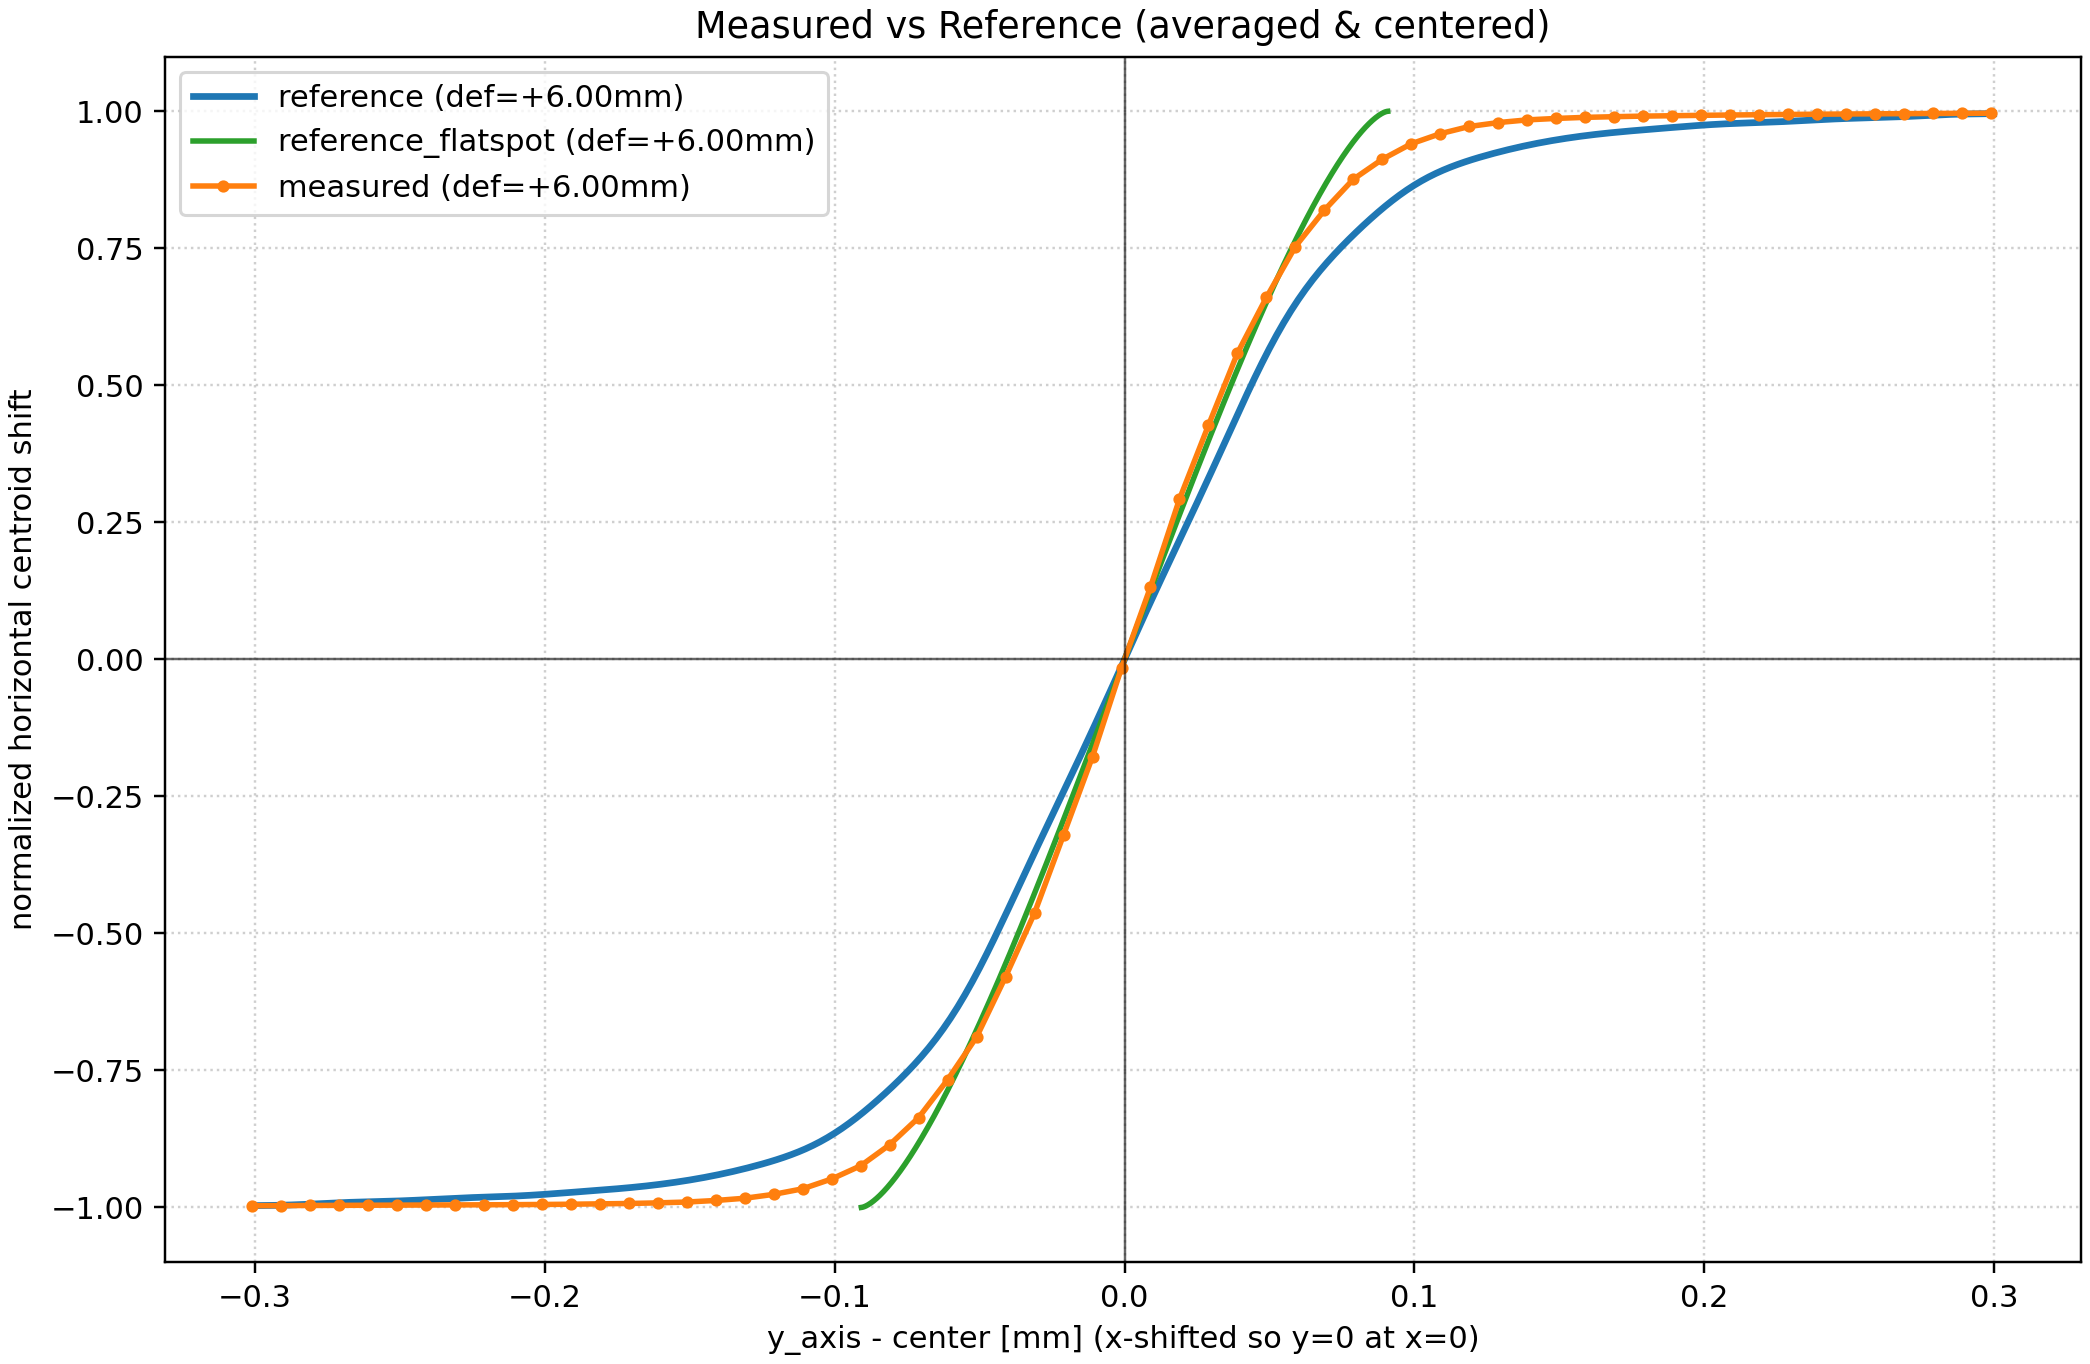 Measured vs Reference (averaged & centered)
reference (def=+6.00mm)
reference_flatspot (def=+6.00mm)
measured (def=+6.00mm)
1.00
0.75
0.50
0.25
0.00
−0.25
−0.50
−0.75
−1.00
normalized horizontal centroid shift
−0.3
−0.2
−0.1
0.0
0.1
0.2
0.3
y_axis - center [mm] (x-shifted so y=0 at x=0)